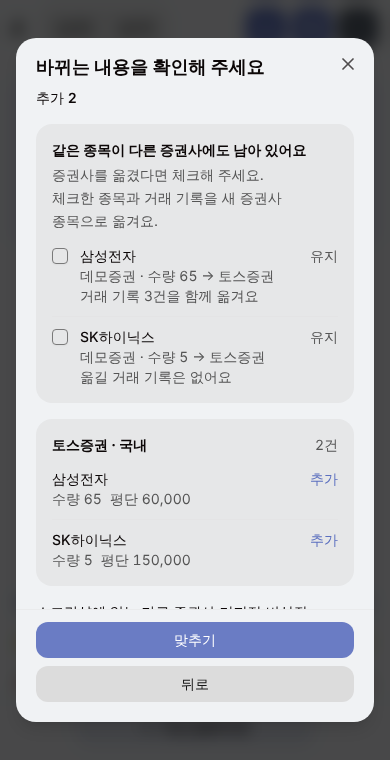 바뀌는 내용을 확인해 주세요
추가 2
같은 종목이 다른 증권사에도 남아 있어요
증권사를 옮겼다면 체크해 주세요.
체크한 종목과 거래 기록을 새 증권사
종목으로 옮겨요.
삼성전자 유지
데모증권 · 수량 65 → 토스증권
거래 기록 3건을 함께 옮겨요
SK하이닉스 유지
데모증권 · 수량 5 → 토스증권
옮길 거래 기록은 없어요
토스증권 · 국내 2건
삼성전자 추가
수량 65 평단 60,000
SK하이닉스 추가
수량 5 평단 150,000
맞추기
뒤로